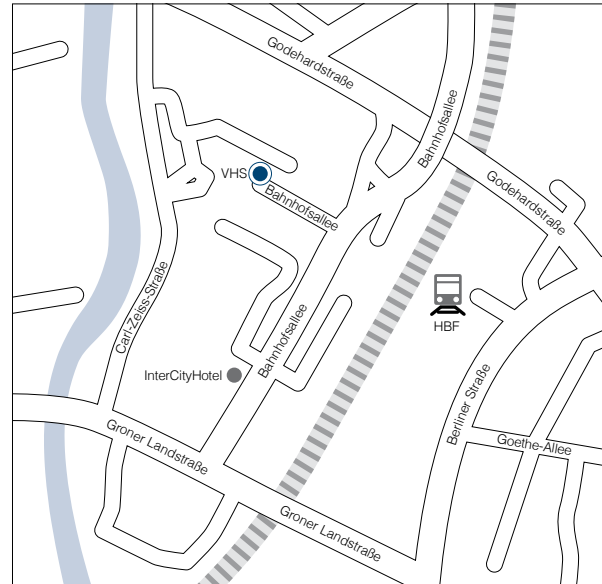 Godehardstraße
Bahnhofsallee
VHS
Bahnhofsallee
Godehardstraße
Carl-Zeiss-Straße
HBF
Bahnhofsallee
InterCityHotel
Berliner Straße
Groner Landstraße
Goethe-Allee
Groner Landstraße